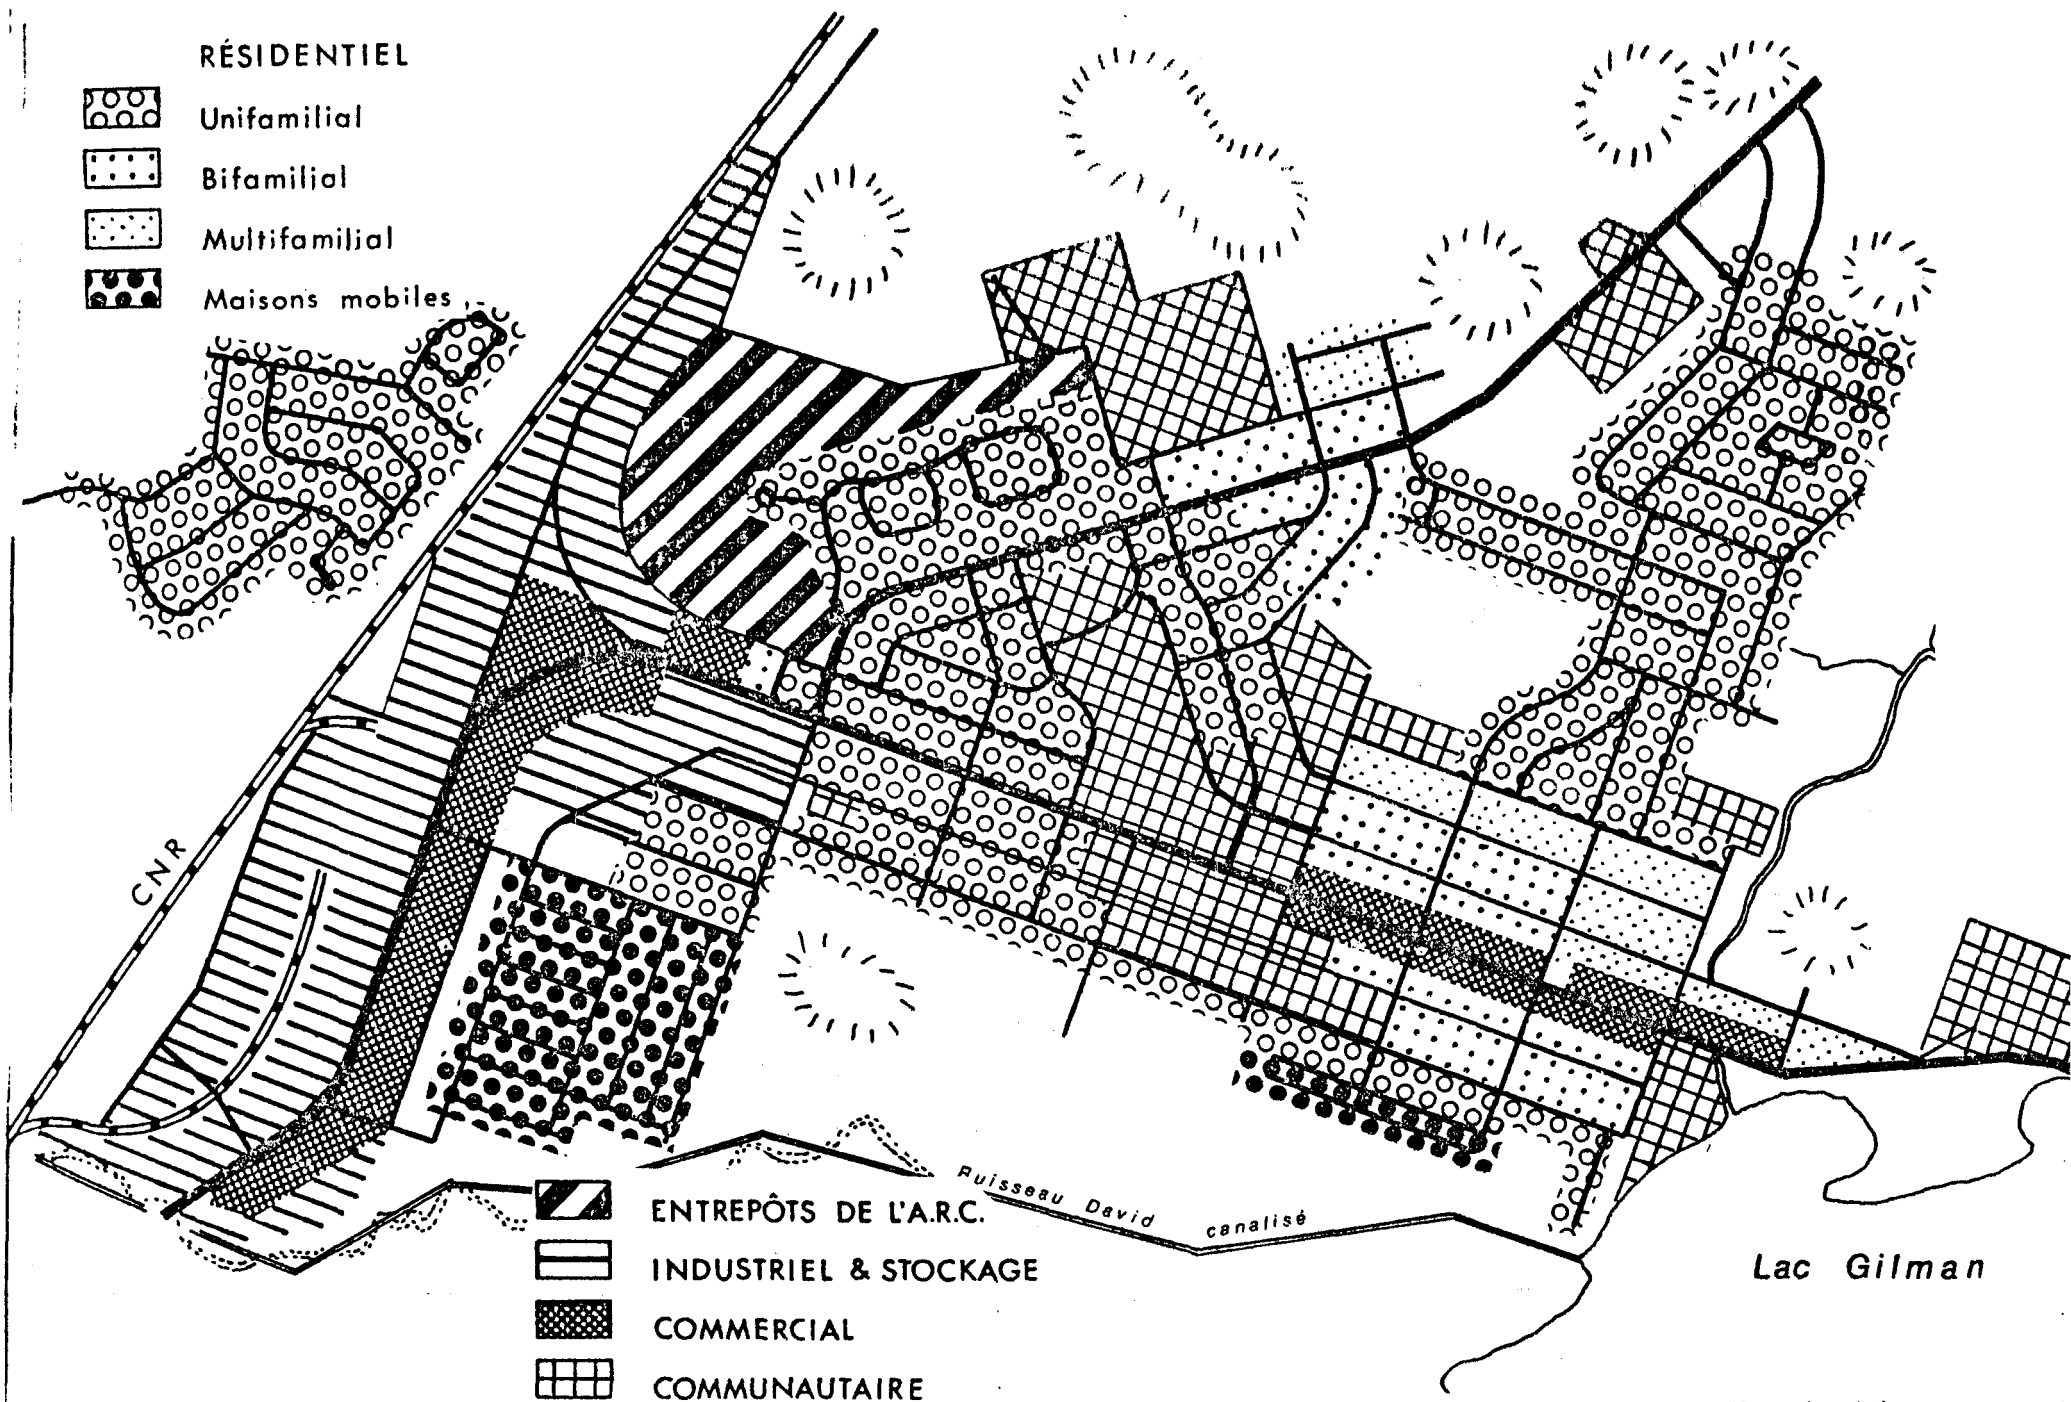 RÉSIDENTIEL
Unifamilial
Bifamilial
Multifamilial
Maisons mobiles
CNR
Ruisseau David canalisé
ENTREPÔTS DE L'A.R.C.
INDUSTRIEL & STOCKAGE
COMMERCIAL
COMMUNAUTAIRE
Lac Gilman